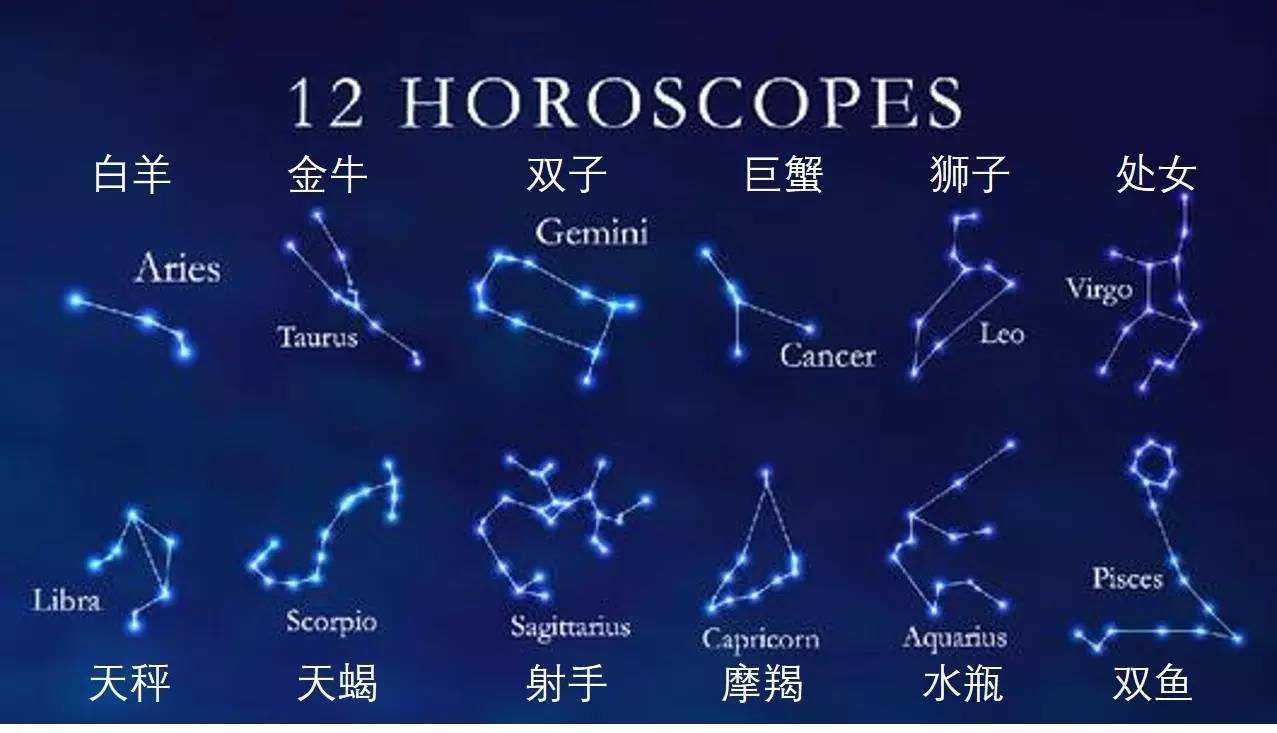 12 HOROSCOPES
白羊 金牛 双子 巨蟹 狮子 处女
Aries Taurus Gemini Cancer Leo Virgo
Libra Scorpio Sagittarius Capricorn Aquarius Pisces
天秤 天蝎 射手 摩羯 水瓶 双鱼